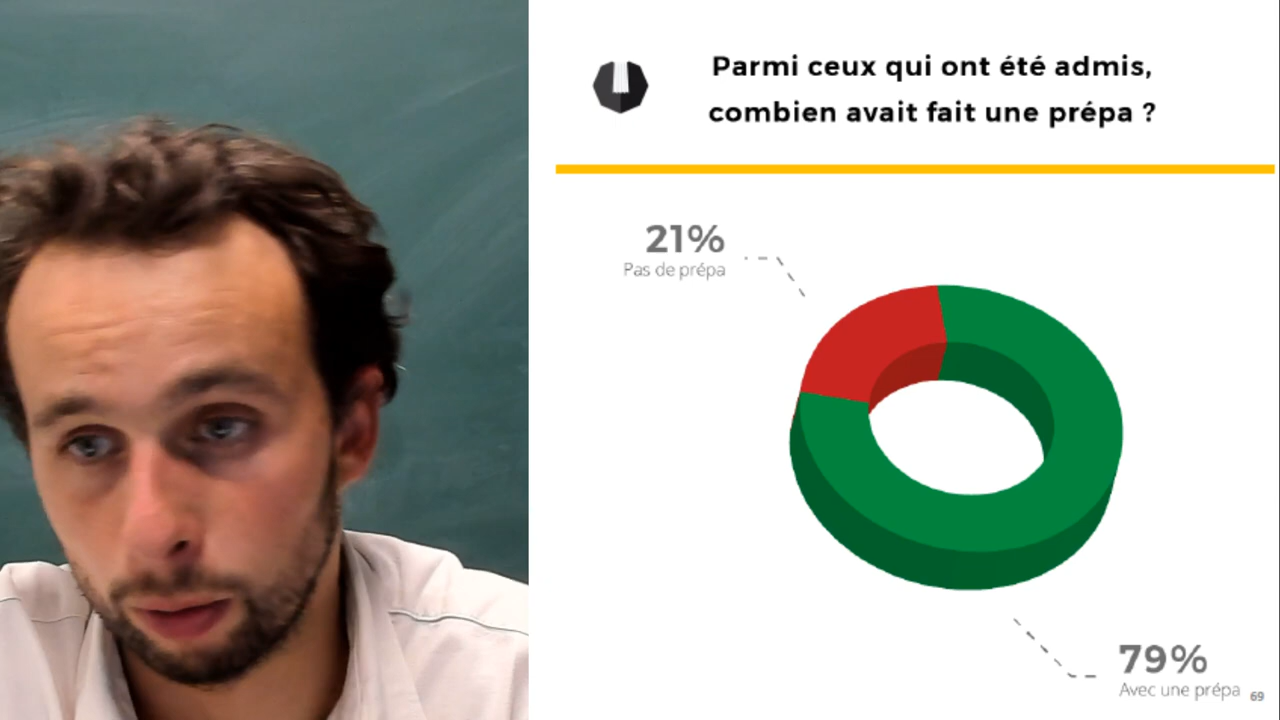 Parmi ceux qui ont été admis,
combien avait fait une prépa ?
21%
Pas de prépa
79%
Avec une prépa
69